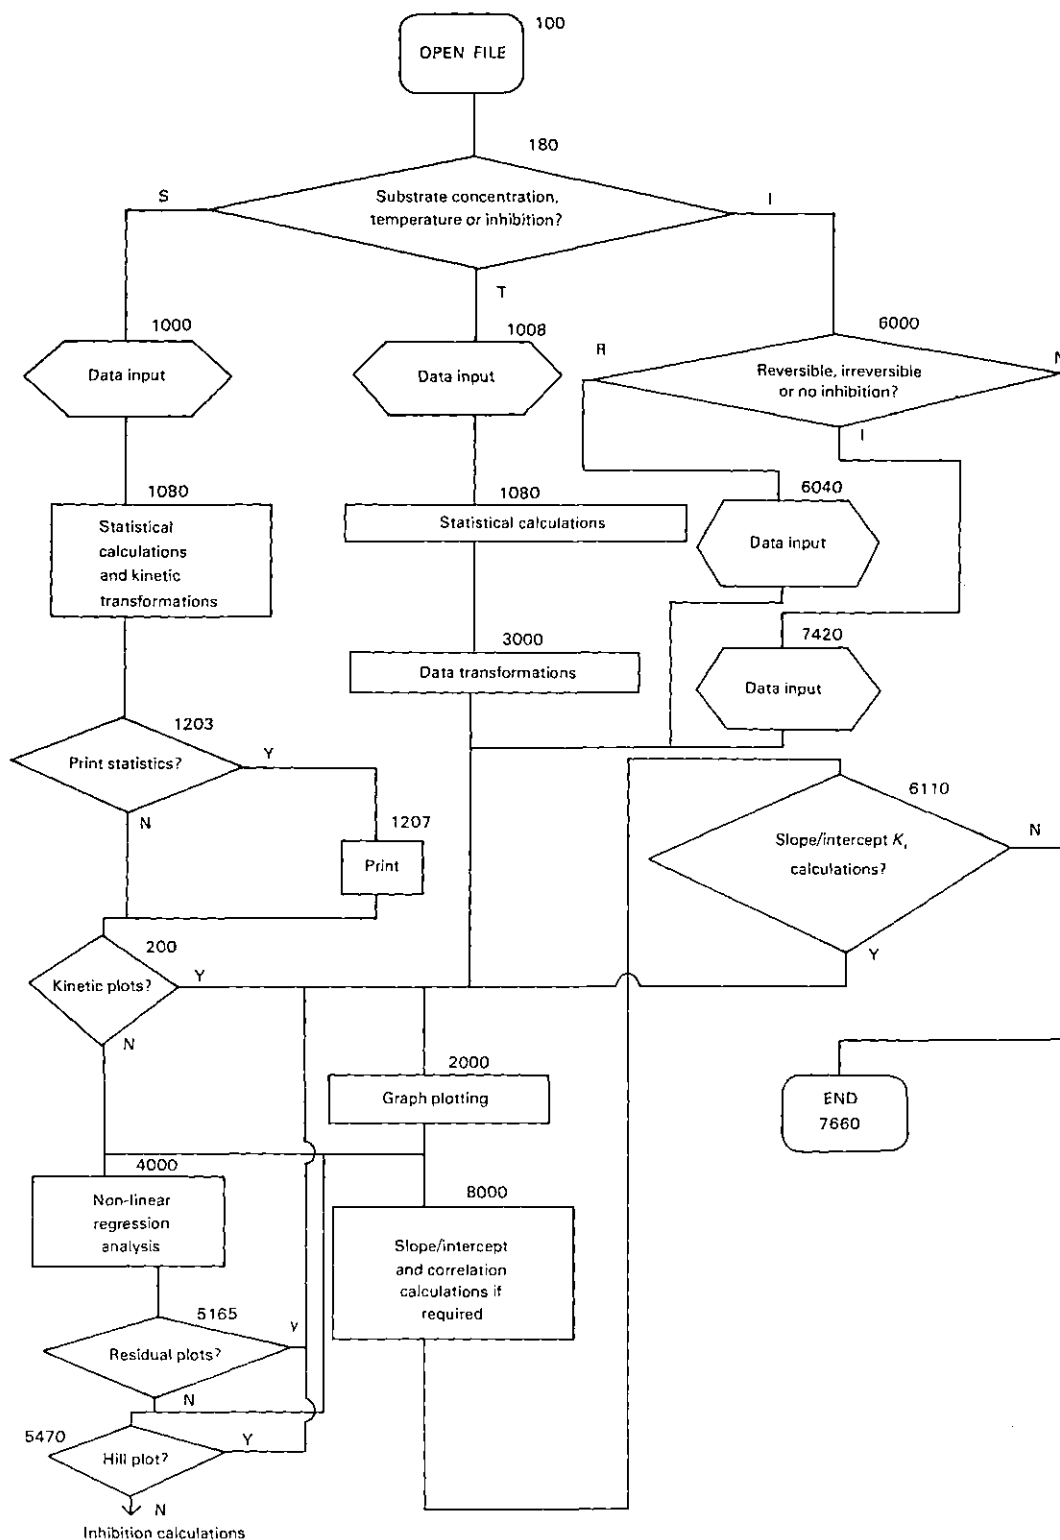 100
OPEN FILE
180
S
Substrate concentration,
temperature or inhibition?
I
T
1000
Data input
1008
Data input
6000
R
Reversible, irreversible
or no inhibition?
N
I
1080
Statistical
calculations
and kinetic
transformations
1080
Statistical calculations
6040
Data input
3000
Data transformations
7420
Data input
1203
Print statistics?
Y
N
1207
Print
6110
Slope/intercept Ki
calculations?
N
Y
200
Kinetic plots?
Y
N
2000
Graph plotting
END
7660
4000
Non-linear
regression
analysis
8000
Slope/intercept
and correlation
calculations if
required
5165
Residual plots?
Y
N
5470
Hill plot?
Y
N
Inhibition calculations